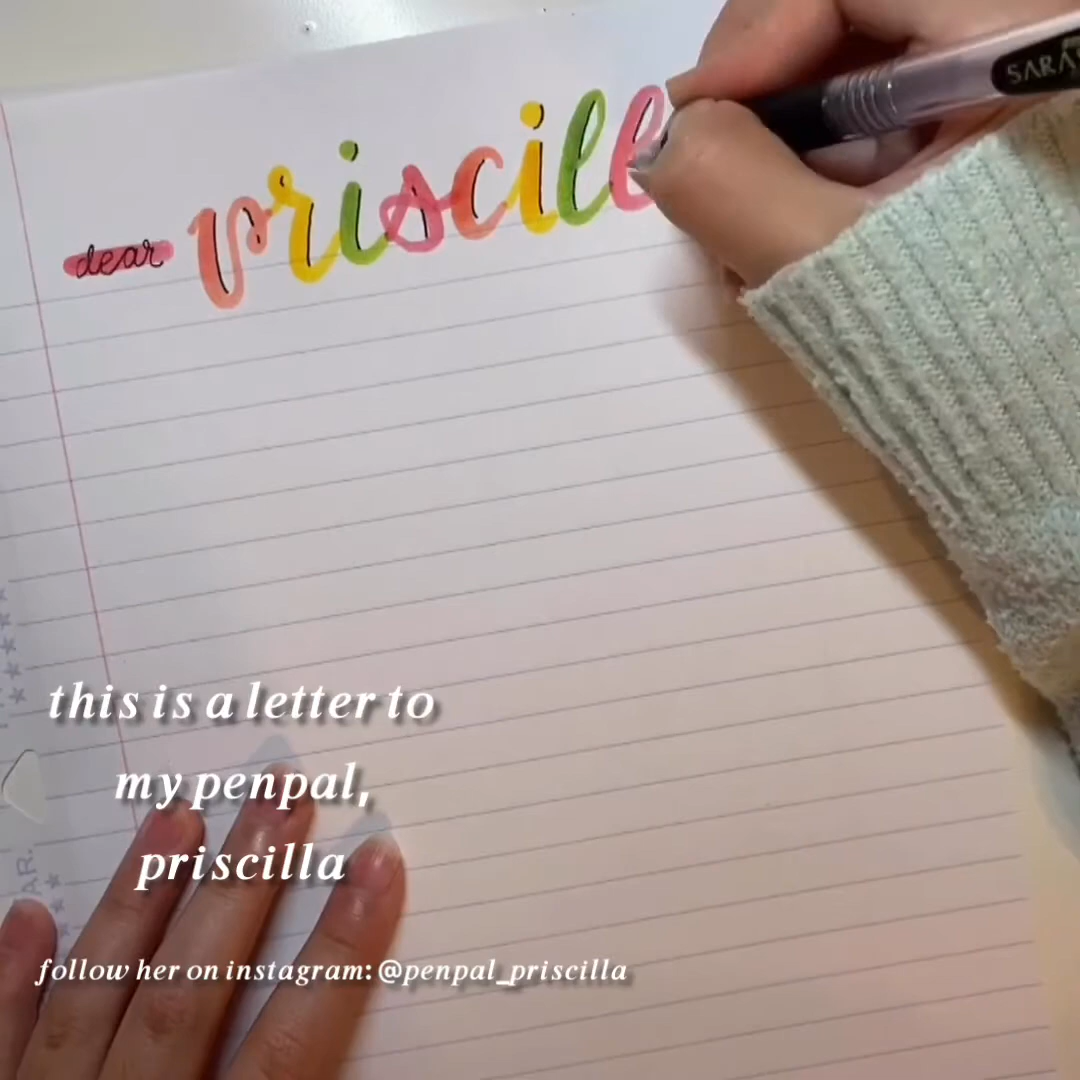 dear priscill
SARA
this is a letter to
my penpal,
priscilla
follow her on instagram: @penpal_priscilla